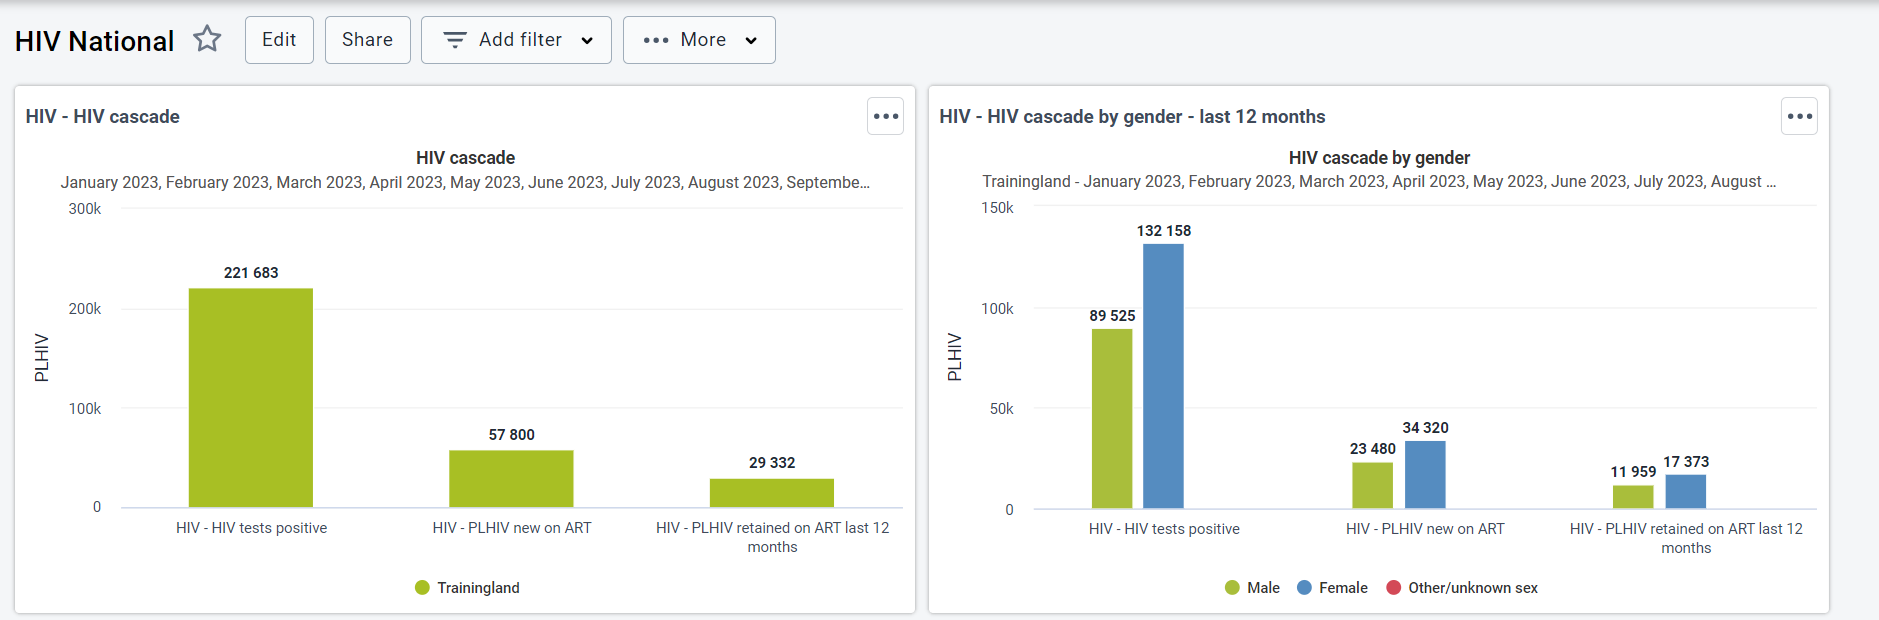 HIV National
Edit
Share
Add filter
More
HIV - HIV cascade
HIV cascade
January 2023, February 2023, March 2023, April 2023, May 2023, June 2023, July 2023, August 2023, Septembe...
300k
200k
100k
0
PLHIV
221 683
57 800
29 332
HIV - HIV tests positive
HIV - PLHIV new on ART
HIV - PLHIV retained on ART last 12
months
Trainingland
HIV - HIV cascade by gender - last 12 months
HIV cascade by gender
Trainingland - January 2023, February 2023, March 2023, April 2023, May 2023, June 2023, July 2023, August ...
150k
100k
50k
0
PLHIV
89 525
132 158
23 480
34 320
11 959
17 373
HIV - HIV tests positive
HIV - PLHIV new on ART
HIV - PLHIV retained on ART last 12
months
Male
Female
Other/unknown sex